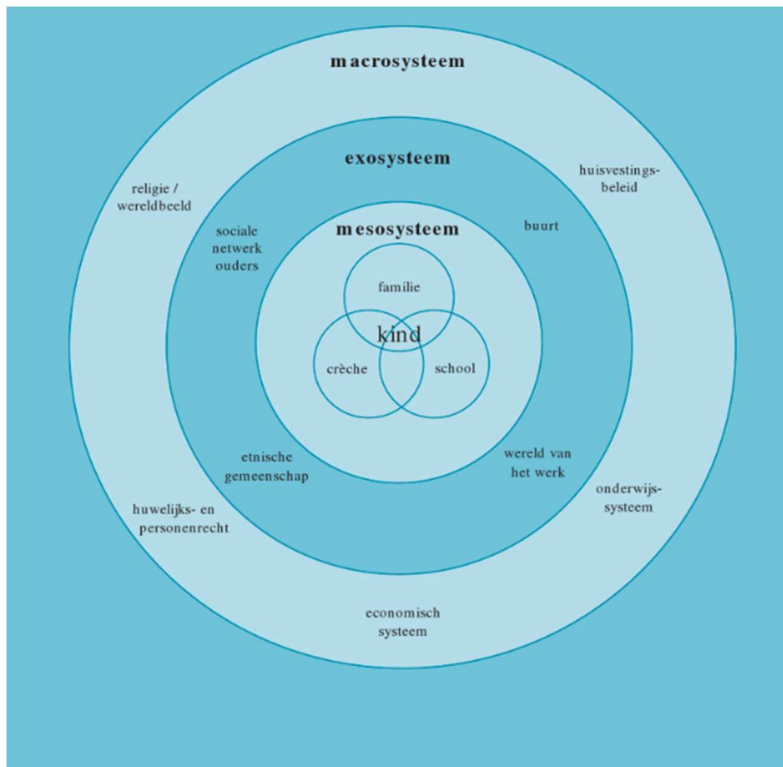 macrosysteem
exosysteem
huisvestings-
beleid
religie /
wereldbeeld
sociale
netwerk
ouders
buurt
mesosysteem
familie
kind
crèche
school
etnische
gemeenschap
wereld van
het werk
onderwijs-
systeem
huwelijks- en
personenrecht
economisch
systeem